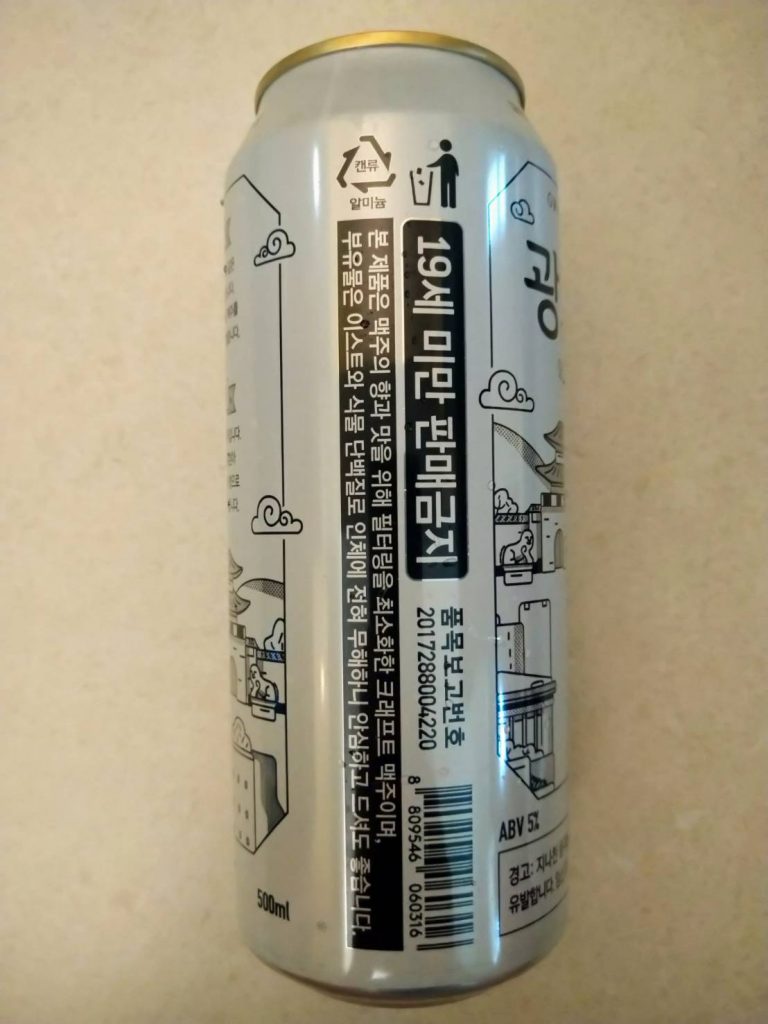 캔류
알미늄
19세 미만 판매금지
본 제품은 맥주의 향과 맛을 위해 필터링을 최소화한 크래프트 맥주이며,
부유물은 이스트와 식물 단백질로 인체에 전혀 무해하니 안심하고 드셔도 좋습니다.
품목보고번호
2017288004220
8 809546 060316
500ml
ABV 5%
경고: 지나친
유발합니다.